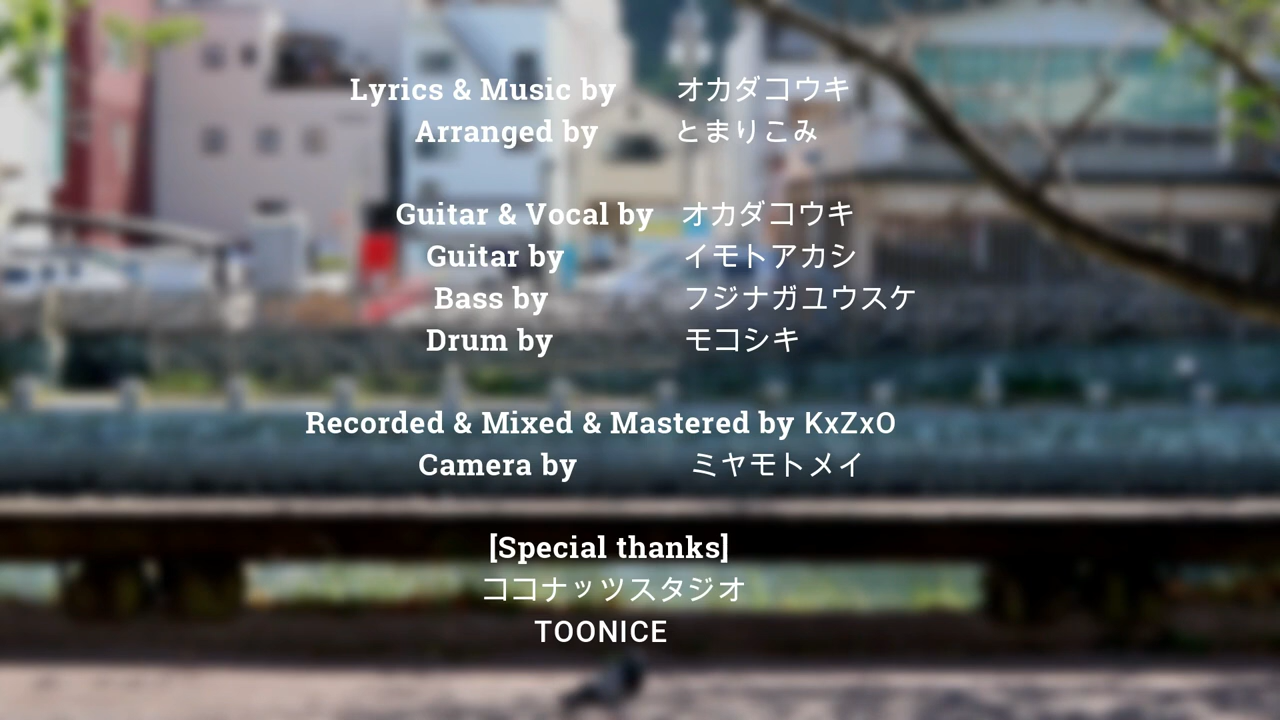 Lyrics & Music by オカダコウキ
Arranged by とまりこみ
Guitar & Vocal by オカダコウキ
Guitar by イモトアカシ
Bass by フジナガユウスケ
Drum by モコシキ
Recorded & Mixed & Mastered by KxZxO
Camera by ミヤモトメイ
[Special thanks]
ココナッツスタジオ
TOONICE